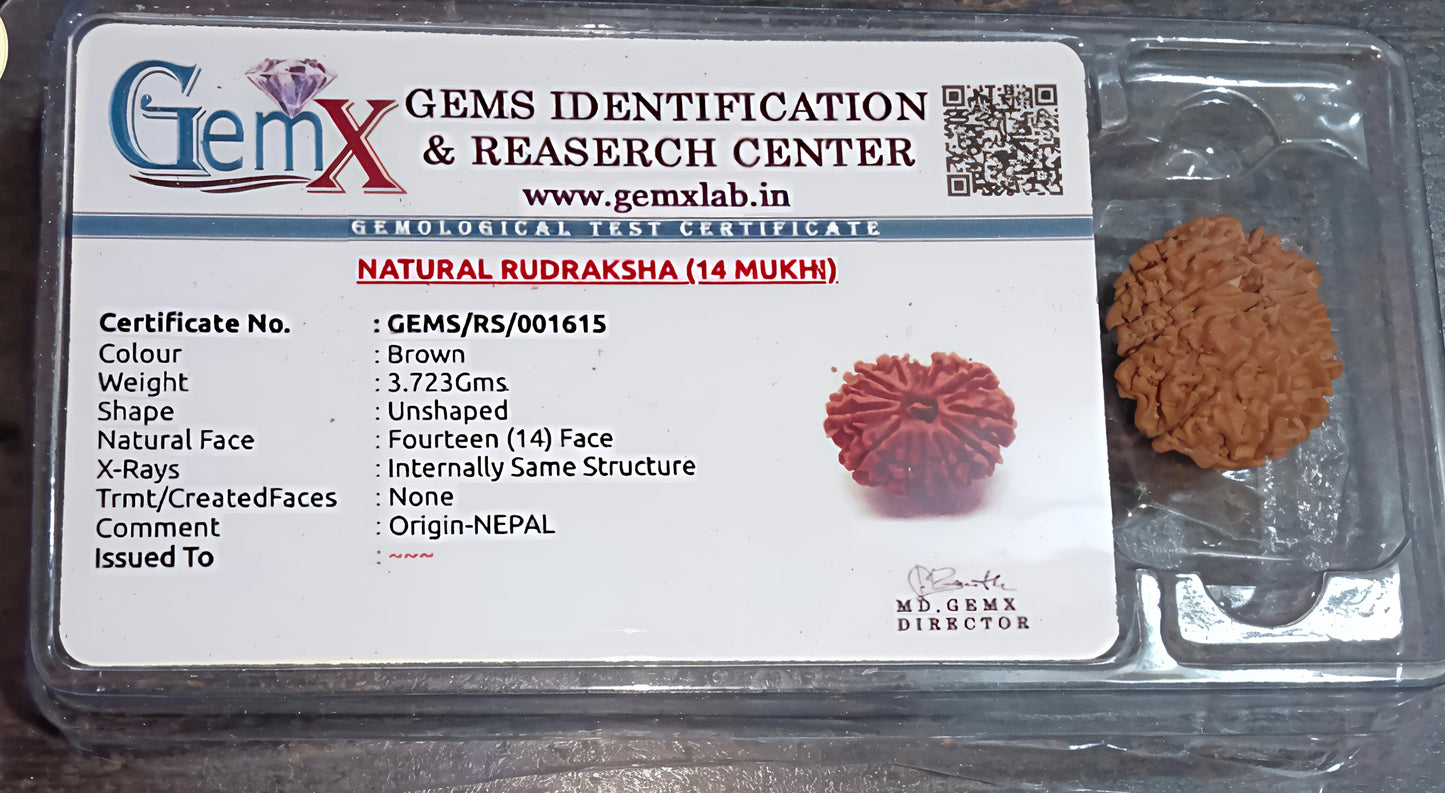 GemX
GEMS IDENTIFICATION
& REASERCH CENTER
www.gemxlab.in
GEMOLOGICAL TEST CERTIFICATE
NATURAL RUDRAKSHA (14 MUKHI)
Certificate No. : GEMS/RS/001615
Colour : Brown
Weight : 3.723Gms
Shape : Unshaped
Natural Face : Fourteen (14) Face
X-Rays : Internally Same Structure
Trmt/CreatedFaces : None
Comment : Origin-NEPAL
Issued To : ~~~
MD.GEMX
DIRECTOR